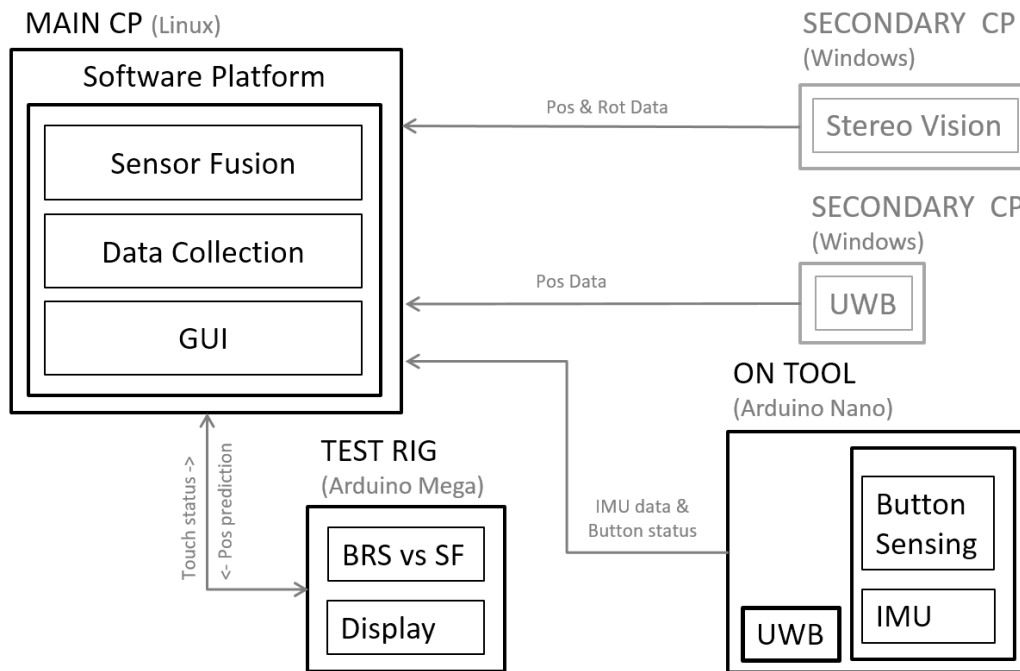 MAIN CP (Linux)
Software Platform
Sensor Fusion
Data Collection
GUI
Pos & Rot Data
SECONDARY CP
(Windows)
Stereo Vision
SECONDARY CP
(Windows)
Pos Data
UWB
ON TOOL
(Arduino Nano)
Button
Sensing
IMU
UWB
IMU data &
Button status
TEST RIG
(Arduino Mega)
BRS vs SF
Display
Touch status ->
<- Pos prediction